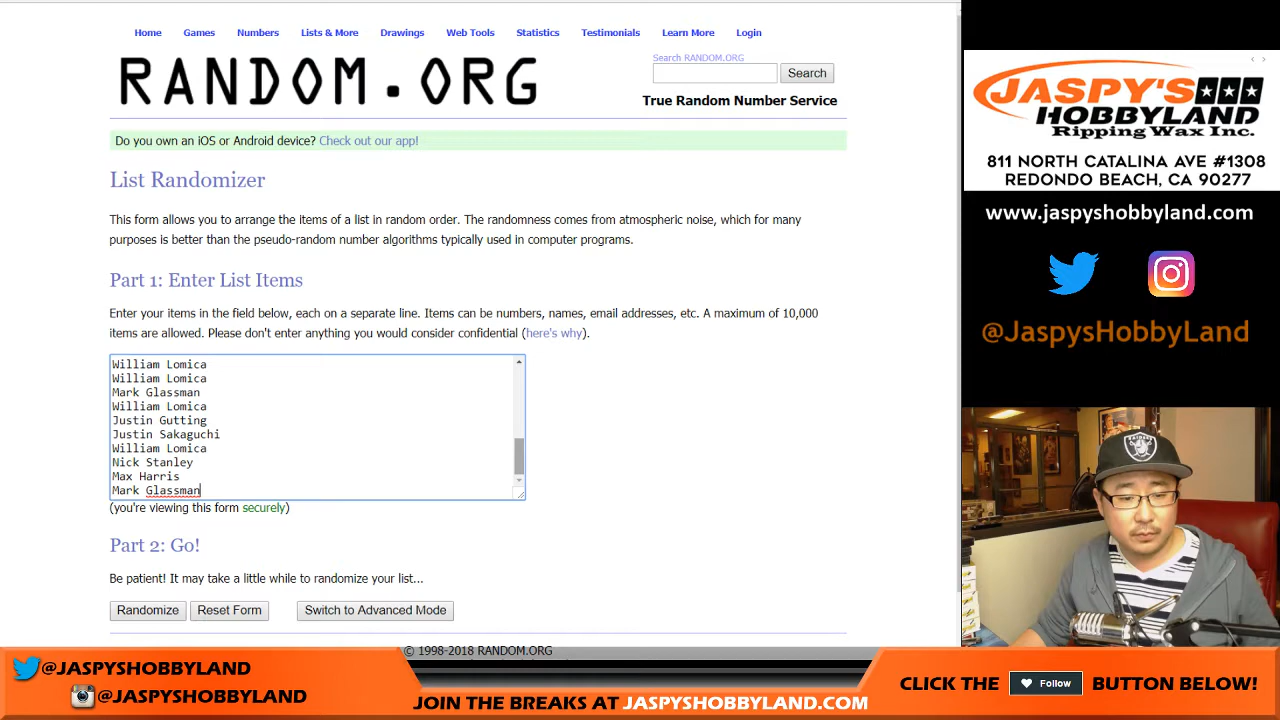 Home Games Numbers Lists & More Drawings Web Tools Statistics Testimonials Learn More Login
RANDOM.ORG
Search RANDOM.ORG
Search
True Random Number Service
Do you own an iOS or Android device? Check out our app!
List Randomizer
This form allows you to arrange the items of a list in random order. The randomness comes from atmospheric noise, which for many
purposes is better than the pseudo-random number algorithms typically used in computer programs.
Part 1: Enter List Items
Enter your items in the field below, each on a separate line. Items can be numbers, names, email addresses, etc. A maximum of 10,000
items are allowed. Please don't enter anything you would consider confidential (here's why).
William Lomica
William Lomica
Mark Glassman
William Lomica
Justin Gutting
Justin Sakaguchi
William Lomica
Nick Stanley
Max Harris
Mark Glassman
(you're viewing this form securely)
Part 2: Go!
Be patient! It may take a little while to randomize your list...
Randomize Reset Form Switch to Advanced Mode
© 1998-2018 RANDOM.ORG
JASPY'S
HOBBYLAND
Ripping Wax Inc.
811 NORTH CATALINA AVE #1308
REDONDO BEACH, CA 90277
www.jaspyshobbyland.com
@JaspysHobbyLand
RAIDERS
@JASPYSHOBBYLAND
@JASPYSHOBBYLAND
JOIN THE BREAKS AT JASPYSHOBBYLAND.COM
CLICK THE Follow BUTTON BELOW!